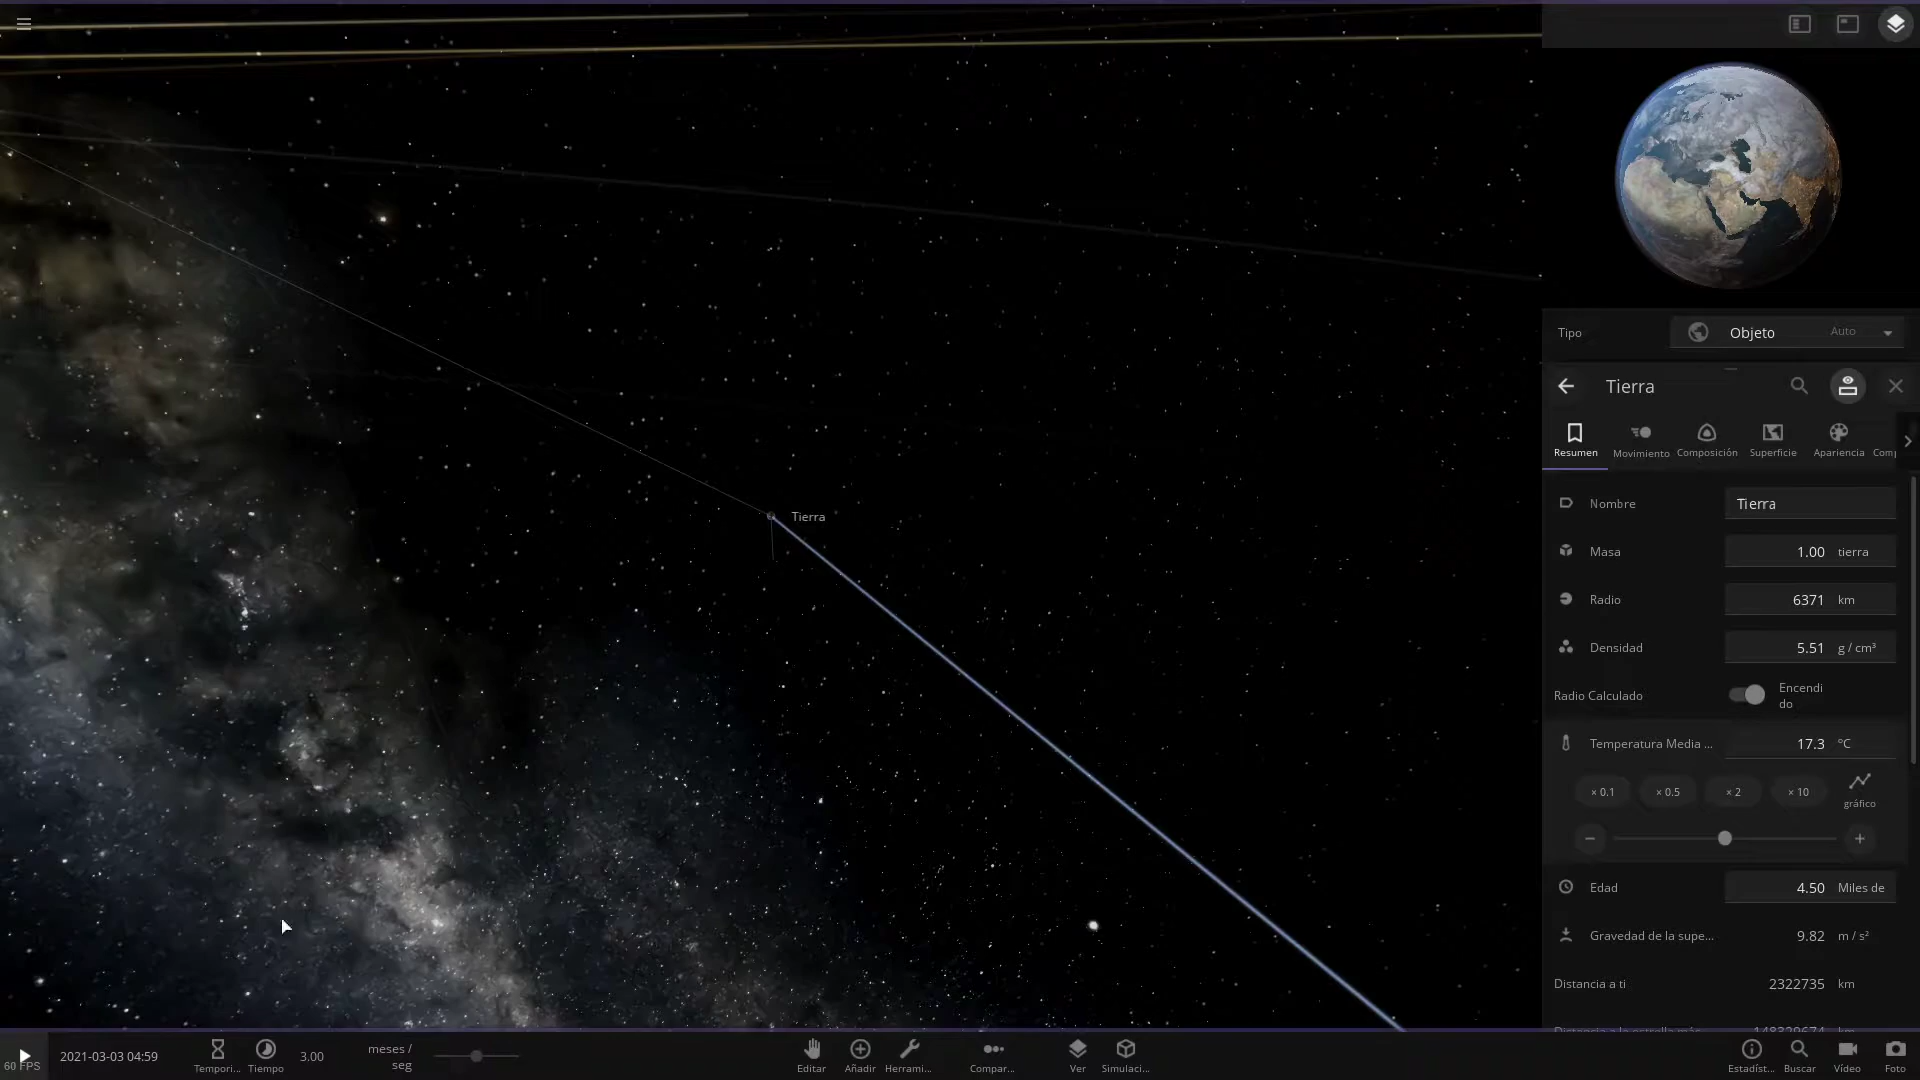 Tierra
Tipo
Objeto
Auto
Tierra
Resumen
Movimiento
Composición
Superficie
Apariencia
Comp
Nombre
Tierra
Masa
1.00 tierra
Radio
6371 km
Densidad
5.51 g / cm³
Radio Calculado
Encendi
do
Temperatura Media ...
17.3 °C
× 0.1
× 0.5
× 2
× 10
gráfico
Edad
4.50 Miles de
Gravedad de la supe...
9.82 m / s²
Distancia a ti
2322735 km
60 FPS
2021-03-03 04:59
Tempori...
Tiempo
3.00
meses /
seg
Editar
Añadir
Herrami...
Compar...
Ver
Simulaci...
Estadíst...
Buscar
Vídeo
Foto